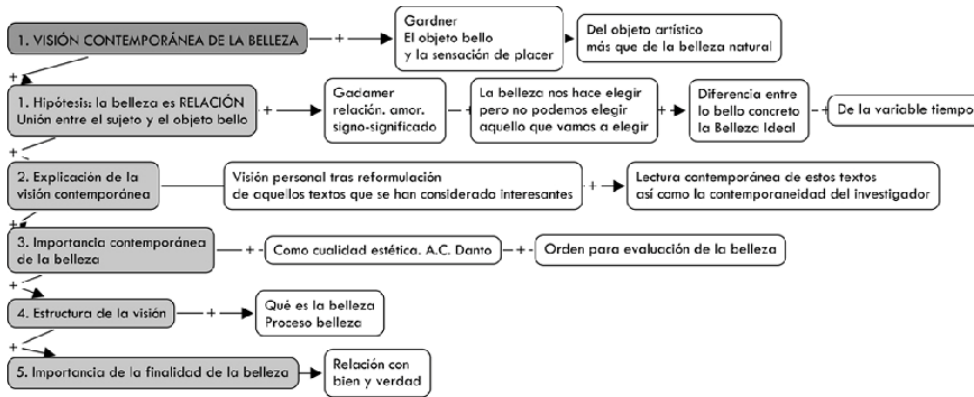 1. VISIÓN CONTEMPORÁNEA DE LA BELLEZA
Gardner
El objeto bello
y la sensación de placer
Del objeto artístico
más que de la belleza natural
1. Hipótesis: la belleza es RELACIÓN
Unión entre el sujeto y el objeto bello
Gadamer
relación. amor.
signo-significado
La belleza nos hace elegir
pero no podemos elegir
aquello que vamos a elegir
Diferencia entre
lo bello concreto
la Belleza Ideal
De la variable tiempo
2. Explicación de la
visión contemporánea
Visión personal tras reformulación
de aquellos textos que se han considerado interesantes
Lectura contemporánea de estos textos
así como la contemporaneidad del investigador
3. Importancia contemporánea
de la belleza
Como cualidad estética. A.C. Danto
Orden para evaluación de la belleza
4. Estructura de la visión
Qué es la belleza
Proceso belleza
5. Importancia de la finalidad de la belleza
Relación con
bien y verdad